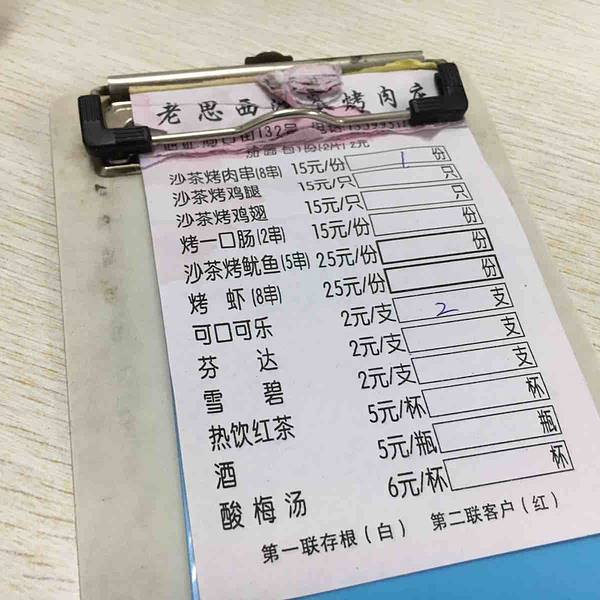 老思西沙茶烤肉店
132号
沙茶烤肉串(8串) 15元/份 1 份
沙茶烤鸡腿 15元/只 只
沙茶烤鸡翅 15元/只 只
烤一口肠(2串) 15元/份 份
沙茶烤鱿鱼(5串) 25元/份 份
烤虾(8串) 25元/份 份
可口可乐 2元/支 2 支
芬达 2元/支 支
雪碧 2元/支 支
热饮红茶 5元/杯 杯
酒 5元/瓶 瓶
酸梅汤 6元/杯 杯
第一联存根(白) 第二联客户(红)